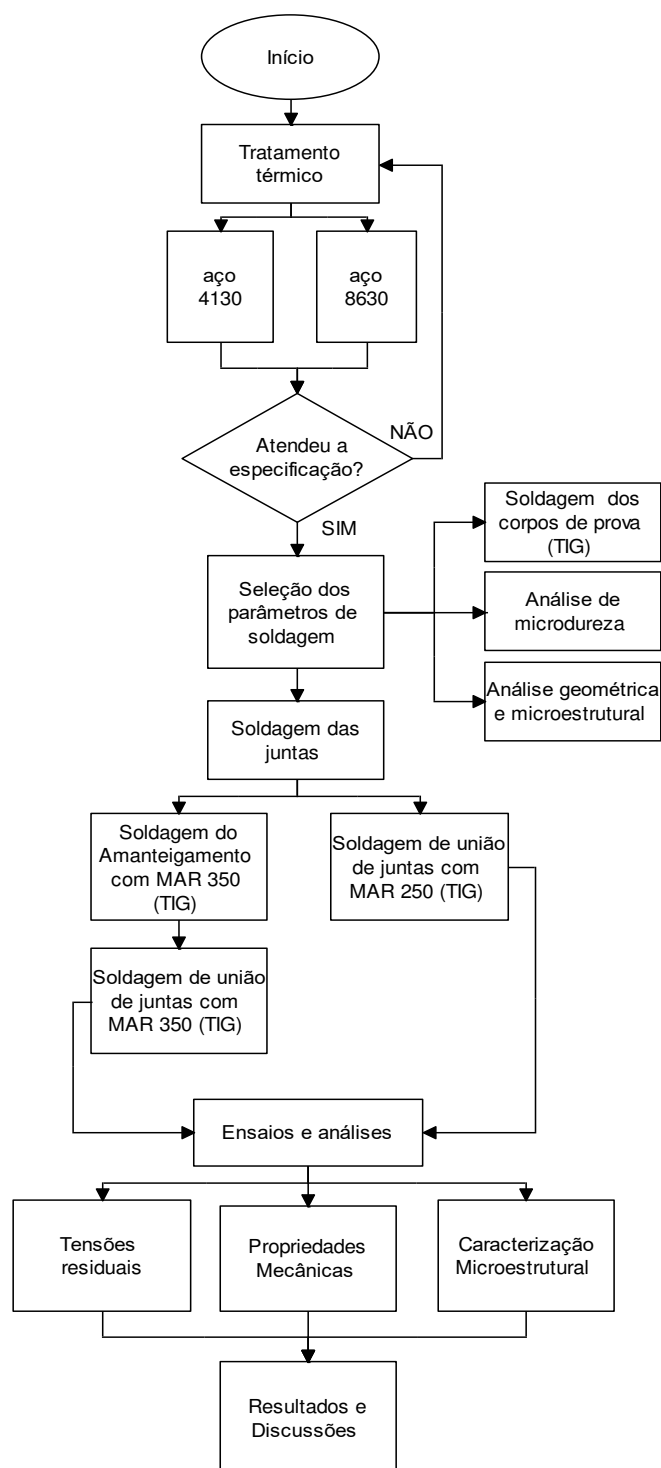 Início
Tratamento
térmico
aço
4130
aço
8630
Atendeu a
especificação?
NÃO
SIM
Seleção dos
parâmetros de
soldagem
Soldagem dos
corpos de prova
(TIG)
Análise de
microdureza
Análise geométrica
e microestrutural
Soldagem das
juntas
Soldagem do
Amanteigamento
com MAR 350
(TIG)
Soldagem de união
de juntas com
MAR 250 (TIG)
Soldagem de união
de juntas com
MAR 350 (TIG)
Ensaios e análises
Tensões
residuais
Propriedades
Mecânicas
Caracterização
Microestrutural
Resultados e
Discussões